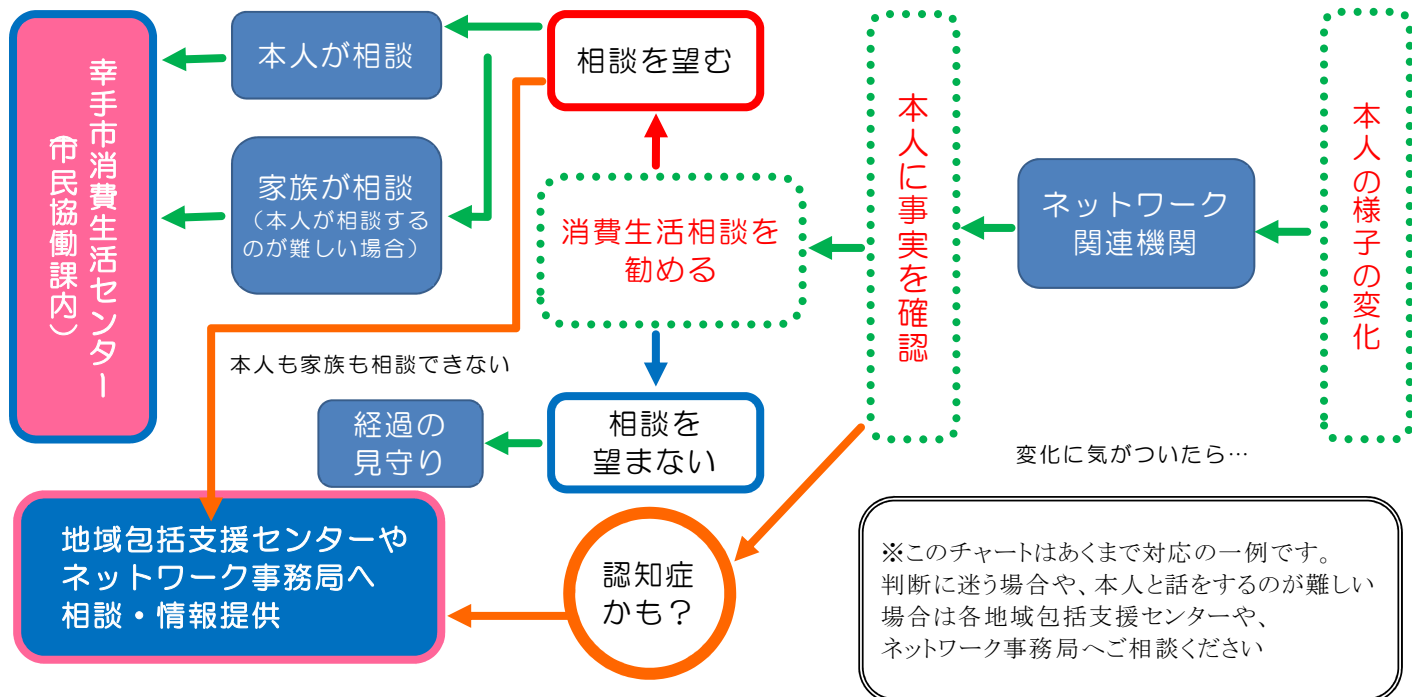 本人の様子の変化
ネットワーク
関連機関
変化に気がついたら…
本人に事実を確認
消費生活相談を
勧める
相談を望む
本人が相談
家族が相談
（本人が相談する
のが難しい場合）
幸手市消費生活センター
（市民協働課内）
本人も家族も相談できない
相談を
望まない
経過の
見守り
認知症
かも？
地域包括支援センターや
ネットワーク事務局へ
相談・情報提供
※このチャートはあくまで対応の一例です。
判断に迷う場合や、本人と話をするのが難しい
場合は各地域包括支援センターや、
ネットワーク事務局へご相談ください